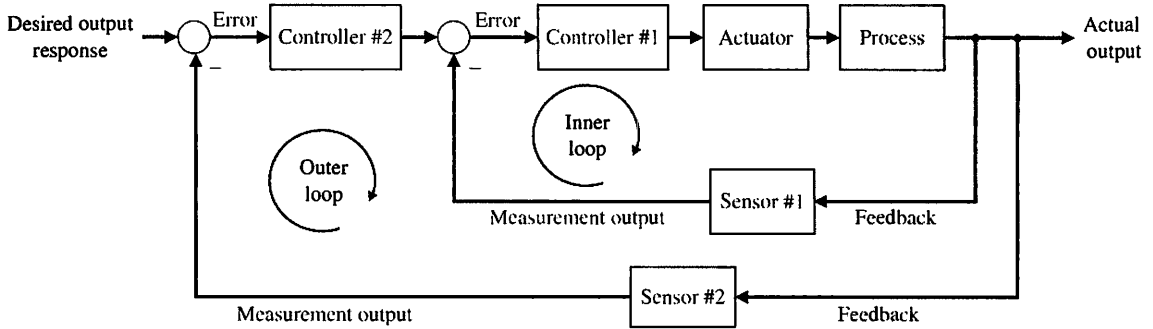 Desired output
response
Error
Controller #2
Error
Controller #1
Actuator
Process
Actual
output
–
–
Outer
loop
Inner
loop
Sensor #1
Measurement output
Feedback
Sensor #2
Measurement output
Feedback